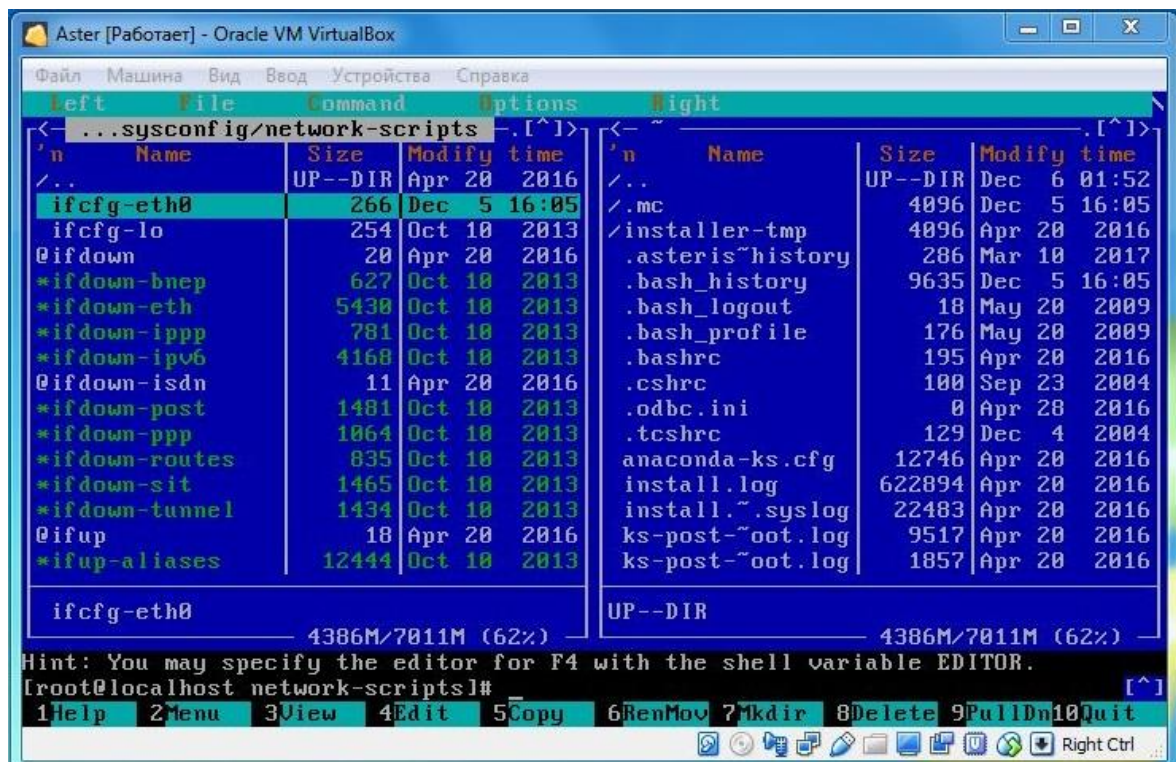 Aster [Работает] - Oracle VM VirtualBox
Файл Машина Вид Ввод Устройства Справка
Left File Command Options Right
<— ...sysconfig/network-scripts —.[^]> <— ~ —.[^]>
'n Name Size Modify time 'n Name Size Modify time
/.. UP--DIR Apr 20 2016 /.. UP--DIR Dec 6 01:52
ifcfg-eth0 266 Dec 5 16:05 /.mc 4096 Dec 5 16:05
ifcfg-lo 254 Oct 10 2013 /installer-tmp 4096 Apr 20 2016
@ifdown 20 Apr 20 2016 .asteris~history 286 Mar 10 2017
*ifdown-bnep 627 Oct 10 2013 .bash_history 9635 Dec 5 16:05
*ifdown-eth 5430 Oct 10 2013 .bash_logout 18 May 20 2009
*ifdown-ippp 781 Oct 10 2013 .bash_profile 176 May 20 2009
*ifdown-ipv6 4168 Oct 10 2013 .bashrc 195 Apr 20 2016
@ifdown-isdn 11 Apr 20 2016 .cshrc 100 Sep 23 2004
*ifdown-post 1481 Oct 10 2013 .odbc.ini 0 Apr 28 2016
*ifdown-ppp 1064 Oct 10 2013 .tcshrc 129 Dec 4 2004
*ifdown-routes 835 Oct 10 2013 anaconda-ks.cfg 12746 Apr 20 2016
*ifdown-sit 1465 Oct 10 2013 install.log 622894 Apr 20 2016
*ifdown-tunnel 1434 Oct 10 2013 install.~.syslog 22483 Apr 20 2016
@ifup 18 Apr 20 2016 ks-post-~oot.log 9517 Apr 20 2016
*ifup-aliases 12444 Oct 10 2013 ks-post-~oot.log 1857 Apr 20 2016
ifcfg-eth0 UP--DIR
4386M/7011M (62%) 4386M/7011M (62%)
Hint: You may specify the editor for F4 with the shell variable EDITOR.
[root@localhost network-scripts]# _ [^]
1Help 2Menu 3View 4Edit 5Copy 6RenMov 7Mkdir 8Delete 9PullDn 10Quit
Right Ctrl